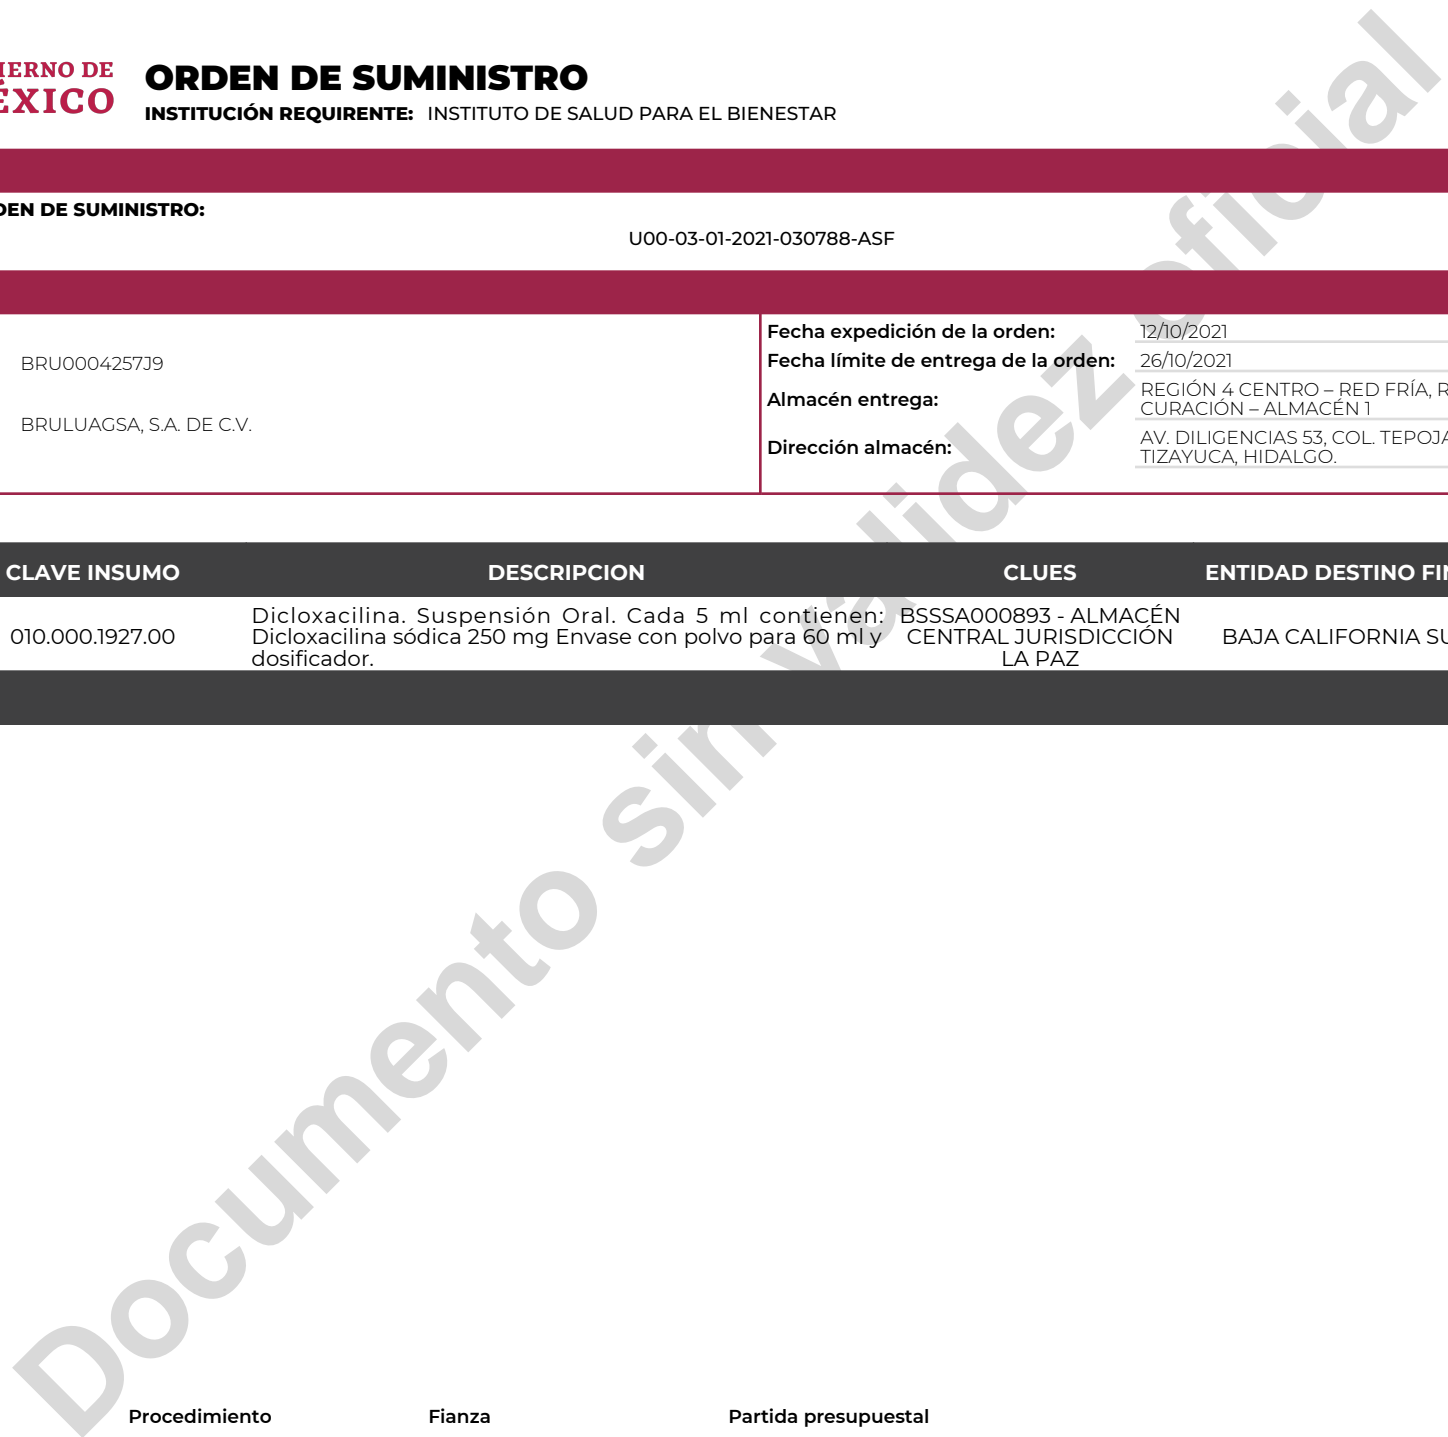 IERNO DE
ÉXICO
ORDEN DE SUMINISTRO
INSTITUCIÓN REQUIRENTE: INSTITUTO DE SALUD PARA EL BIENESTAR
DEN DE SUMINISTRO:
U00-03-01-2021-030788-ASF
BRU0004257J9
BRULUAGSA, S.A. DE C.V.
Fecha expedición de la orden: 12/10/2021
Fecha límite de entrega de la orden: 26/10/2021
Almacén entrega: REGIÓN 4 CENTRO – RED FRÍA, R
CURACIÓN – ALMACÉN 1
Dirección almacén: AV. DILIGENCIAS 53, COL. TEPOJA
TIZAYUCA, HIDALGO.
CLAVE INSUMO DESCRIPCION CLUES ENTIDAD DESTINO FIN
010.000.1927.00
Dicloxacilina. Suspensión Oral. Cada 5 ml contienen:
Dicloxacilina sódica 250 mg Envase con polvo para 60 ml y
dosificador.
BSSSA000893 - ALMACÉN
CENTRAL JURISDICCIÓN
LA PAZ
BAJA CALIFORNIA SU
Documento sin validez oficial
Procedimiento Fianza Partida presupuestal